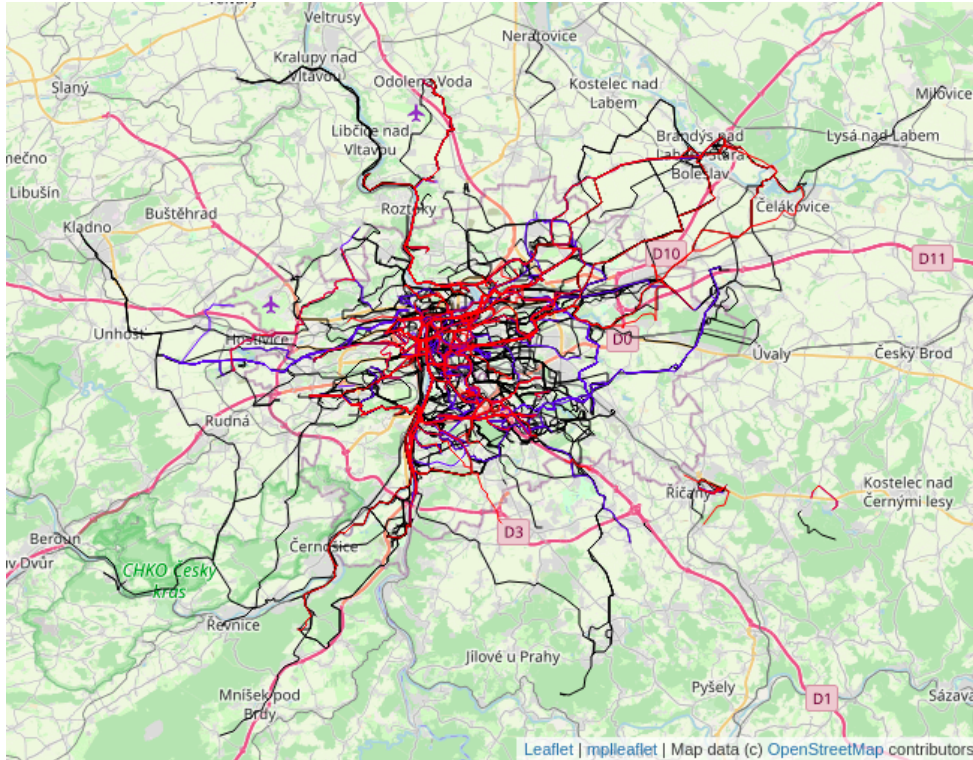 Veltrusy
Neratovice
Kralupy nad
Vltavou
Slaný
Odolena Voda
Kostelec nad
Labem
Milovice
Libčice nad
Vltavou
Brandýs nad
Labem-Stará
Boleslav
Lysá nad Labem
Libušín
Buštěhrad
Roztoky
Čelákovice
Kladno
D10
D11
Unhošť
Hostivice
D0
Úvaly
Český Brod
Rudná
Říčany
Kostelec nad
Černými lesy
D3
Beroun
Černošice
CHKO Český
kras
Řevnice
Jílové u Prahy
Mníšek pod
Brdy
Pyšely
D1
Sázava
Leaflet | mplleaflet | Map data (c) OpenStreetMap contributors